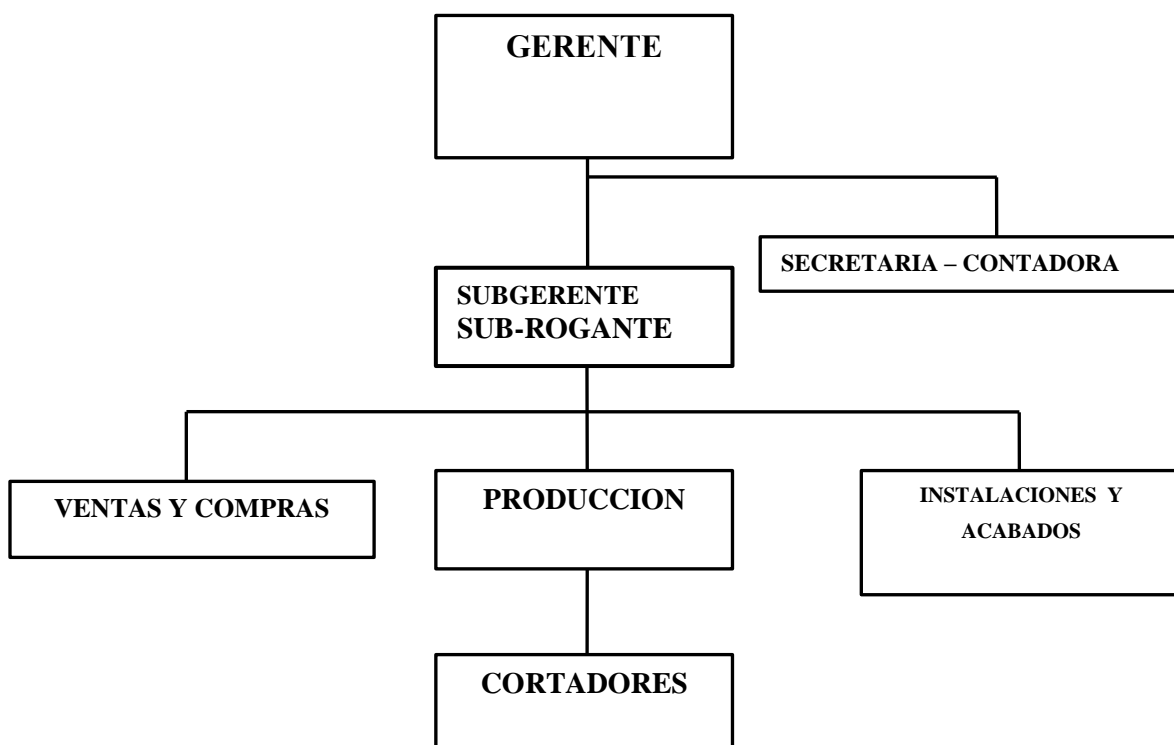 GERENTE
SECRETARIA – CONTADORA
SUBGERENTE
SUB-ROGANTE
VENTAS Y COMPRAS
PRODUCCION
INSTALACIONES Y
ACABADOS
CORTADORES